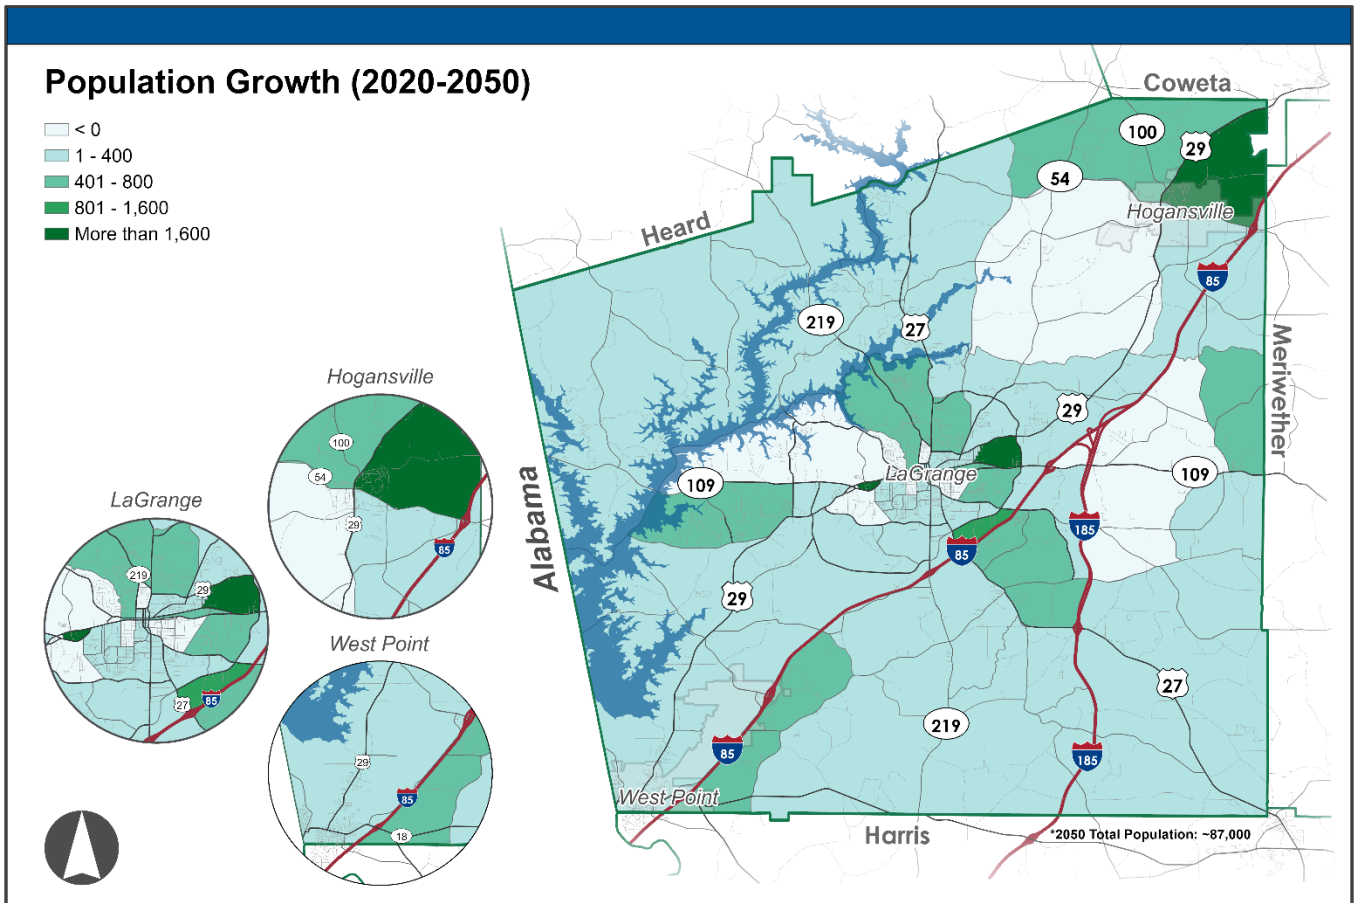 Population Growth (2020-2050)
< 0
1 - 400
401 - 800
801 - 1,600
More than 1,600
Coweta
100
29
54
Hogansville
Heard
85
219
27
Meriwether
Hogansville
29
100
54
29
85
LaGrange
109
LaGrange
109
Alabama
185
85
219
29
27
85
29
West Point
27
29
85
18
219
85
185
West Point
Harris
*2050 Total Population: ~87,000